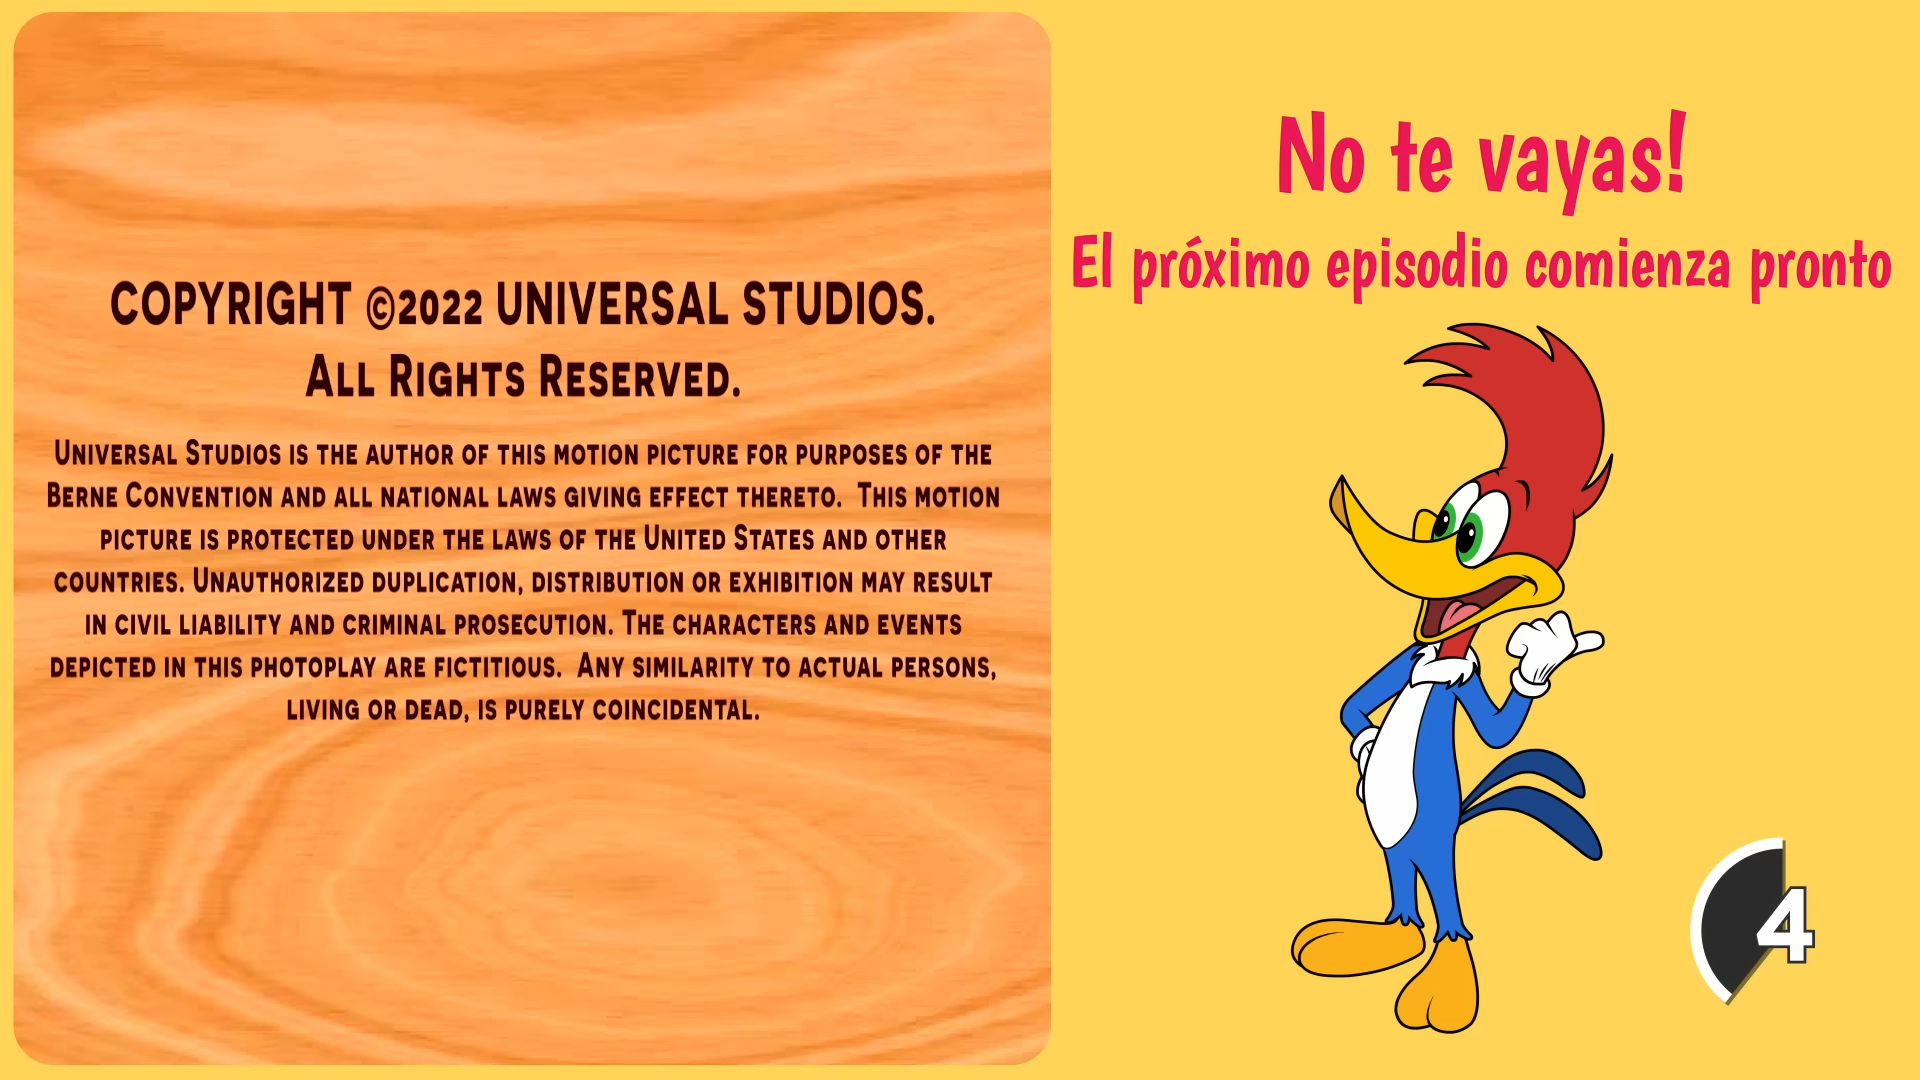 COPYRIGHT ©2022 UNIVERSAL STUDIOS.
ALL RIGHTS RESERVED.
UNIVERSAL STUDIOS IS THE AUTHOR OF THIS MOTION PICTURE FOR PURPOSES OF THE
BERNE CONVENTION AND ALL NATIONAL LAWS GIVING EFFECT THERETO. THIS MOTION
PICTURE IS PROTECTED UNDER THE LAWS OF THE UNITED STATES AND OTHER
COUNTRIES. UNAUTHORIZED DUPLICATION, DISTRIBUTION OR EXHIBITION MAY RESULT
IN CIVIL LIABILITY AND CRIMINAL PROSECUTION. THE CHARACTERS AND EVENTS
DEPICTED IN THIS PHOTOPLAY ARE FICTITIOUS. ANY SIMILARITY TO ACTUAL PERSONS,
LIVING OR DEAD, IS PURELY COINCIDENTAL.
No te vayas!
El próximo episodio comienza pronto
4